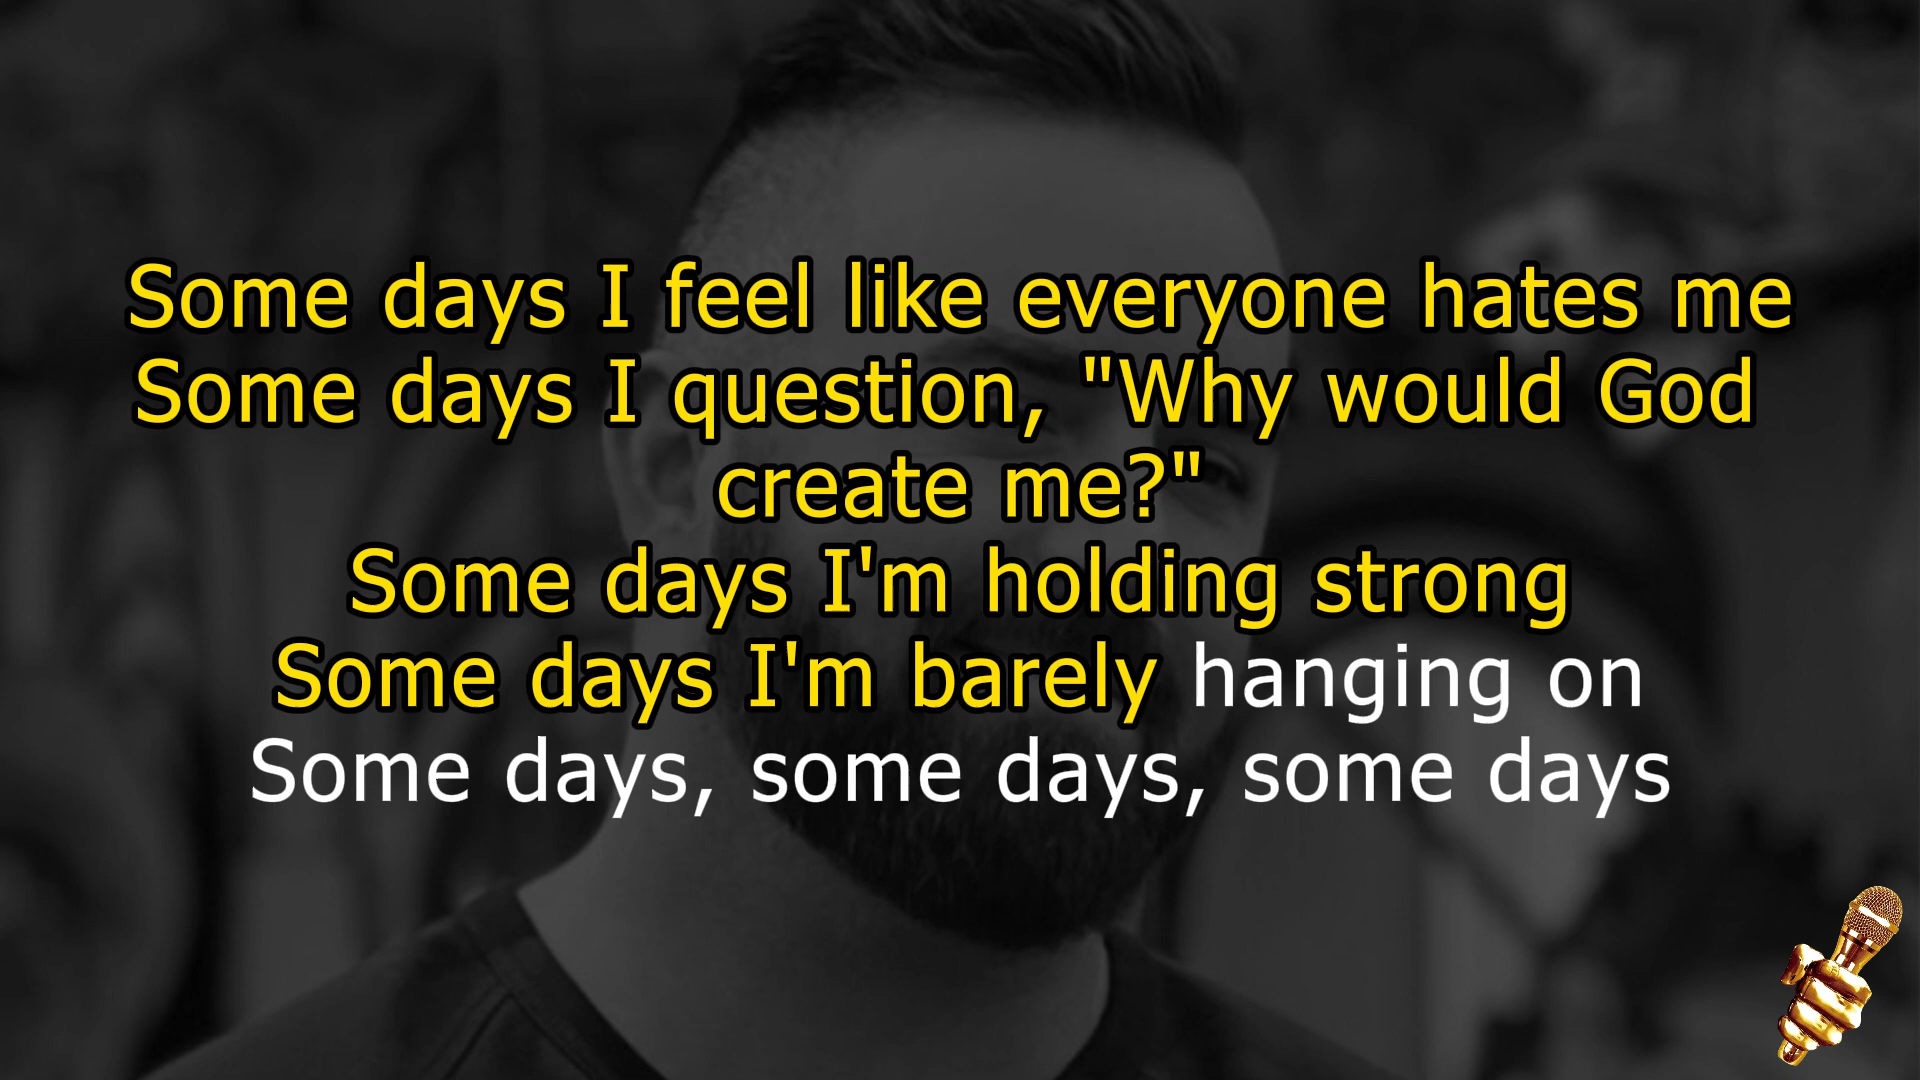 Some days I feel like everyone hates me
Some days I question, "Why would God
create me?"
Some days I'm holding strong
Some days I'm barely hanging on
Some days, some days, some days